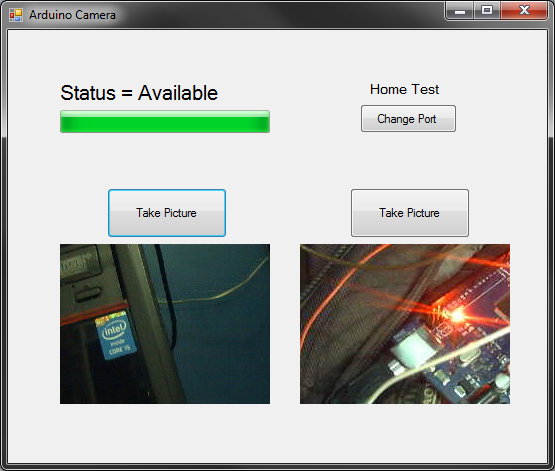 Arduino Camera
Status = Available
Home Test
Change Port
Take Picture
Take Picture
intel
inside
CORE i5